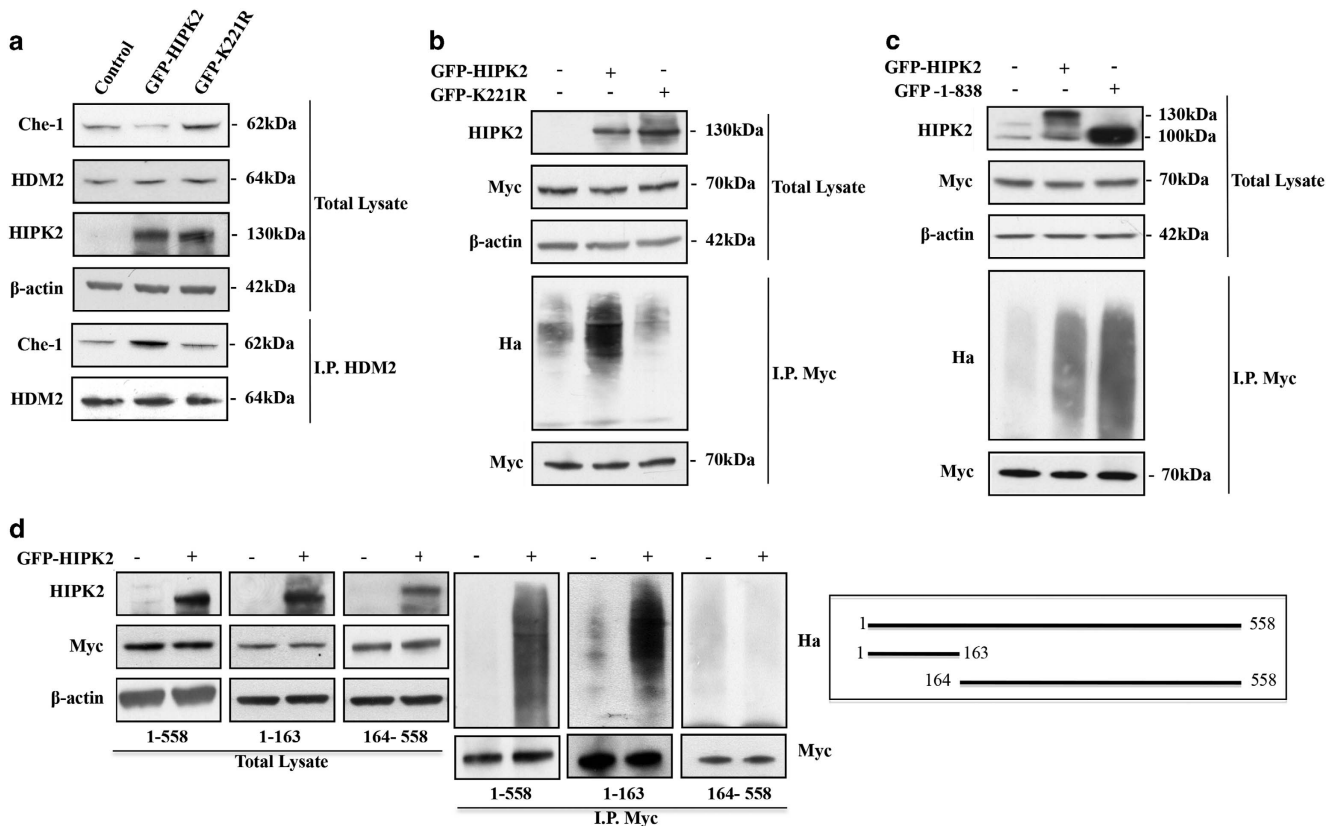 a
Control
GFP-HIPK2
GFP-K221R
Che-1
- 62kDa
HDM2
- 64kDa
HIPK2
- 130kDa
β-actin
- 42kDa
Total Lysate
Che-1
- 62kDa
HDM2
- 64kDa
I.P. HDM2
b
GFP-HIPK2 - + -
GFP-K221R - - +
HIPK2
- 130kDa
Myc
- 70kDa
β-actin
- 42kDa
Total Lysate
Ha
Myc
- 70kDa
I.P. Myc
c
GFP-HIPK2 - + -
GFP -1-838 - - +
HIPK2
- 130kDa
- 100kDa
Myc
- 70kDa
β-actin
- 42kDa
Total Lysate
Ha
Myc
- 70kDa
I.P. Myc
d
GFP-HIPK2 - + - + - + - + - + - +
HIPK2
Myc
β-actin
1-558 1-163 164- 558
Total Lysate
Ha
Myc
1-558 1-163 164- 558
I.P. Myc
1 558
1 163
164 558